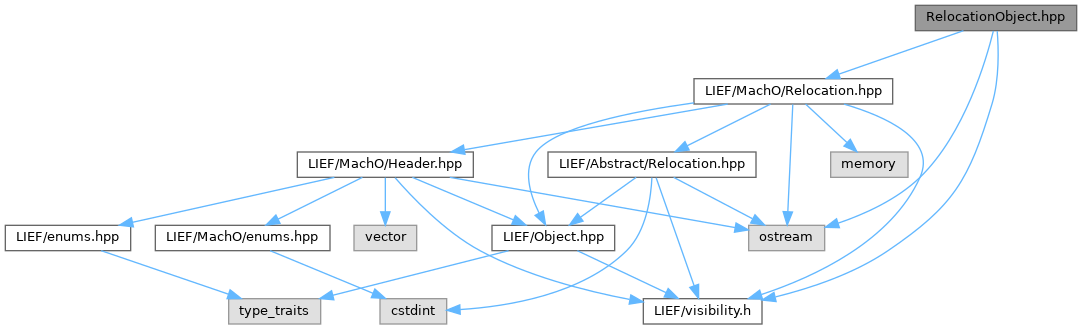 RelocationObject.hpp
LIEF/MachO/Relocation.hpp
LIEF/MachO/Header.hpp
LIEF/Abstract/Relocation.hpp
memory
LIEF/enums.hpp
LIEF/MachO/enums.hpp
vector
LIEF/Object.hpp
ostream
type_traits
cstdint
LIEF/visibility.h